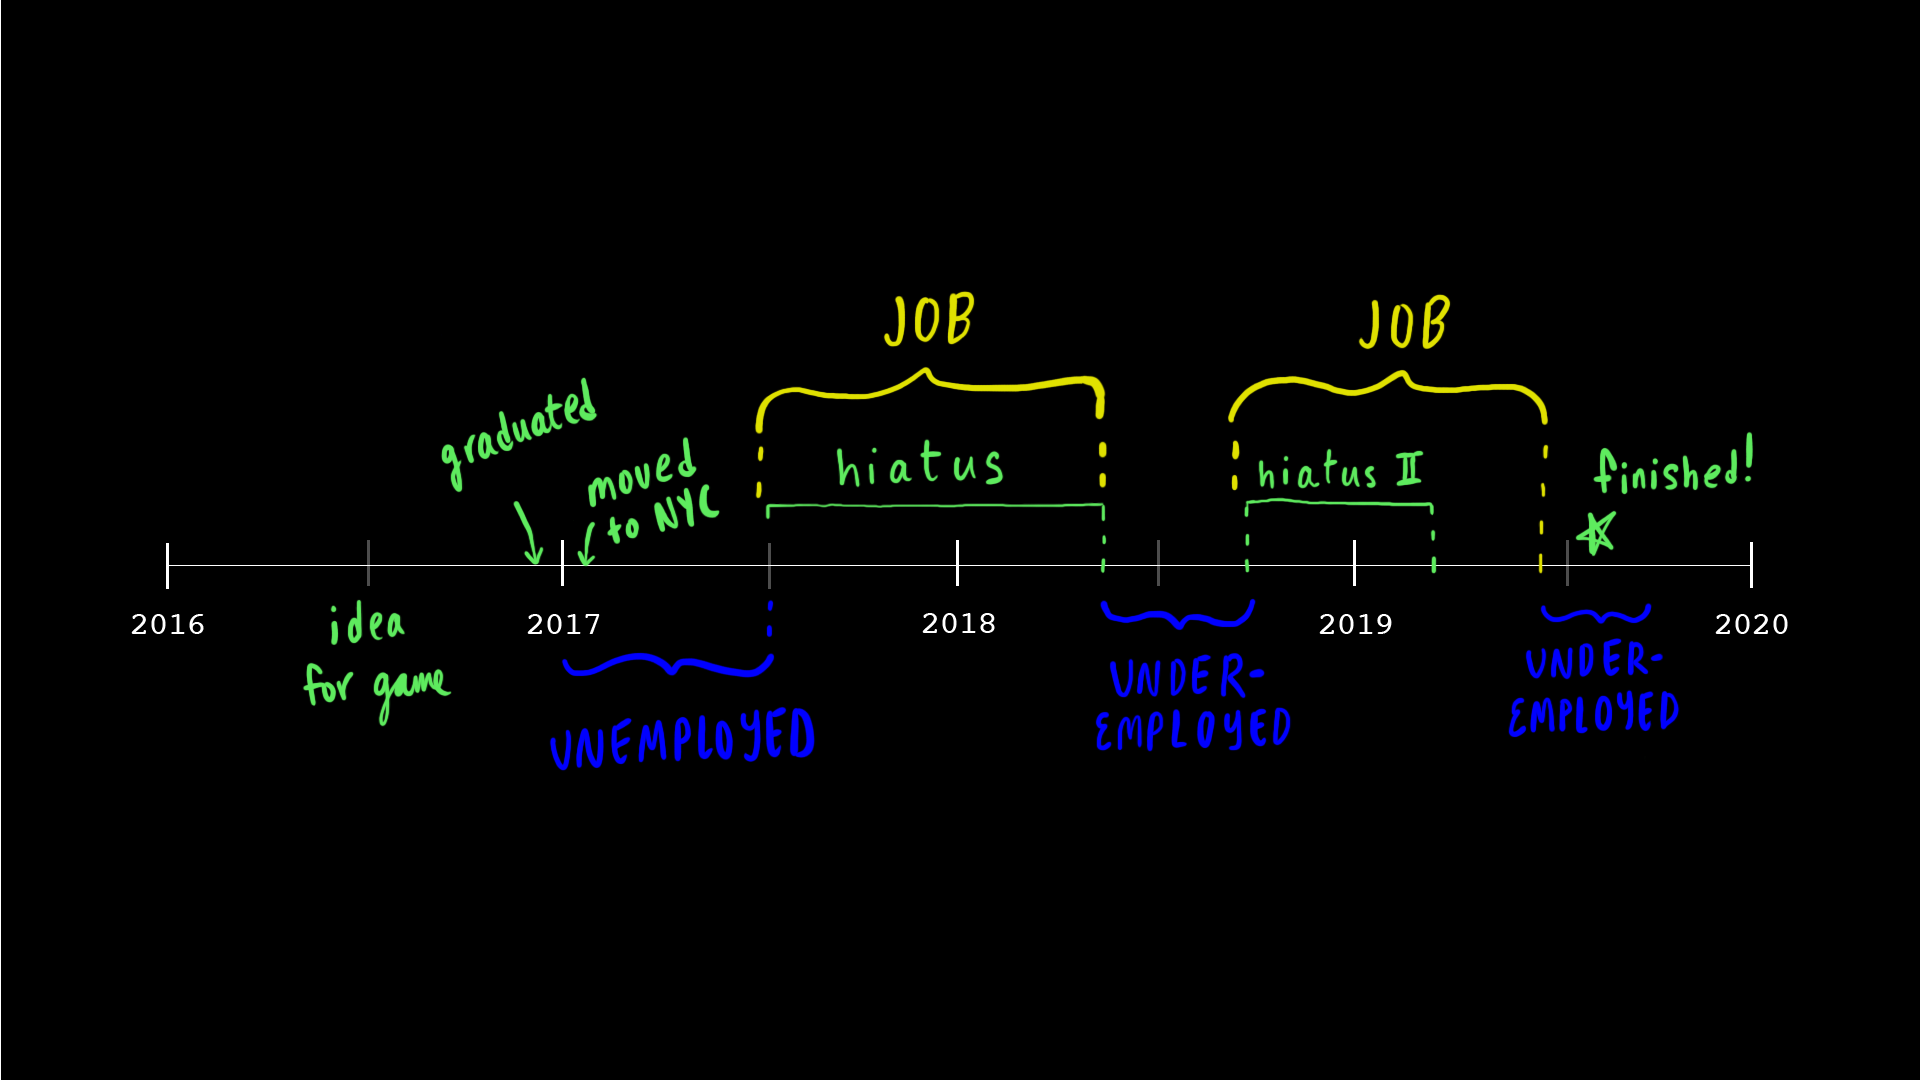 JOB
JOB
graduated
moved
to NYC
hiatus
hiatus II
finished!
2016
2017
2018
2019
2020
idea
for game
UNEMPLOYED
UNDER-
EMPLOYED
UNDER-
EMPLOYED